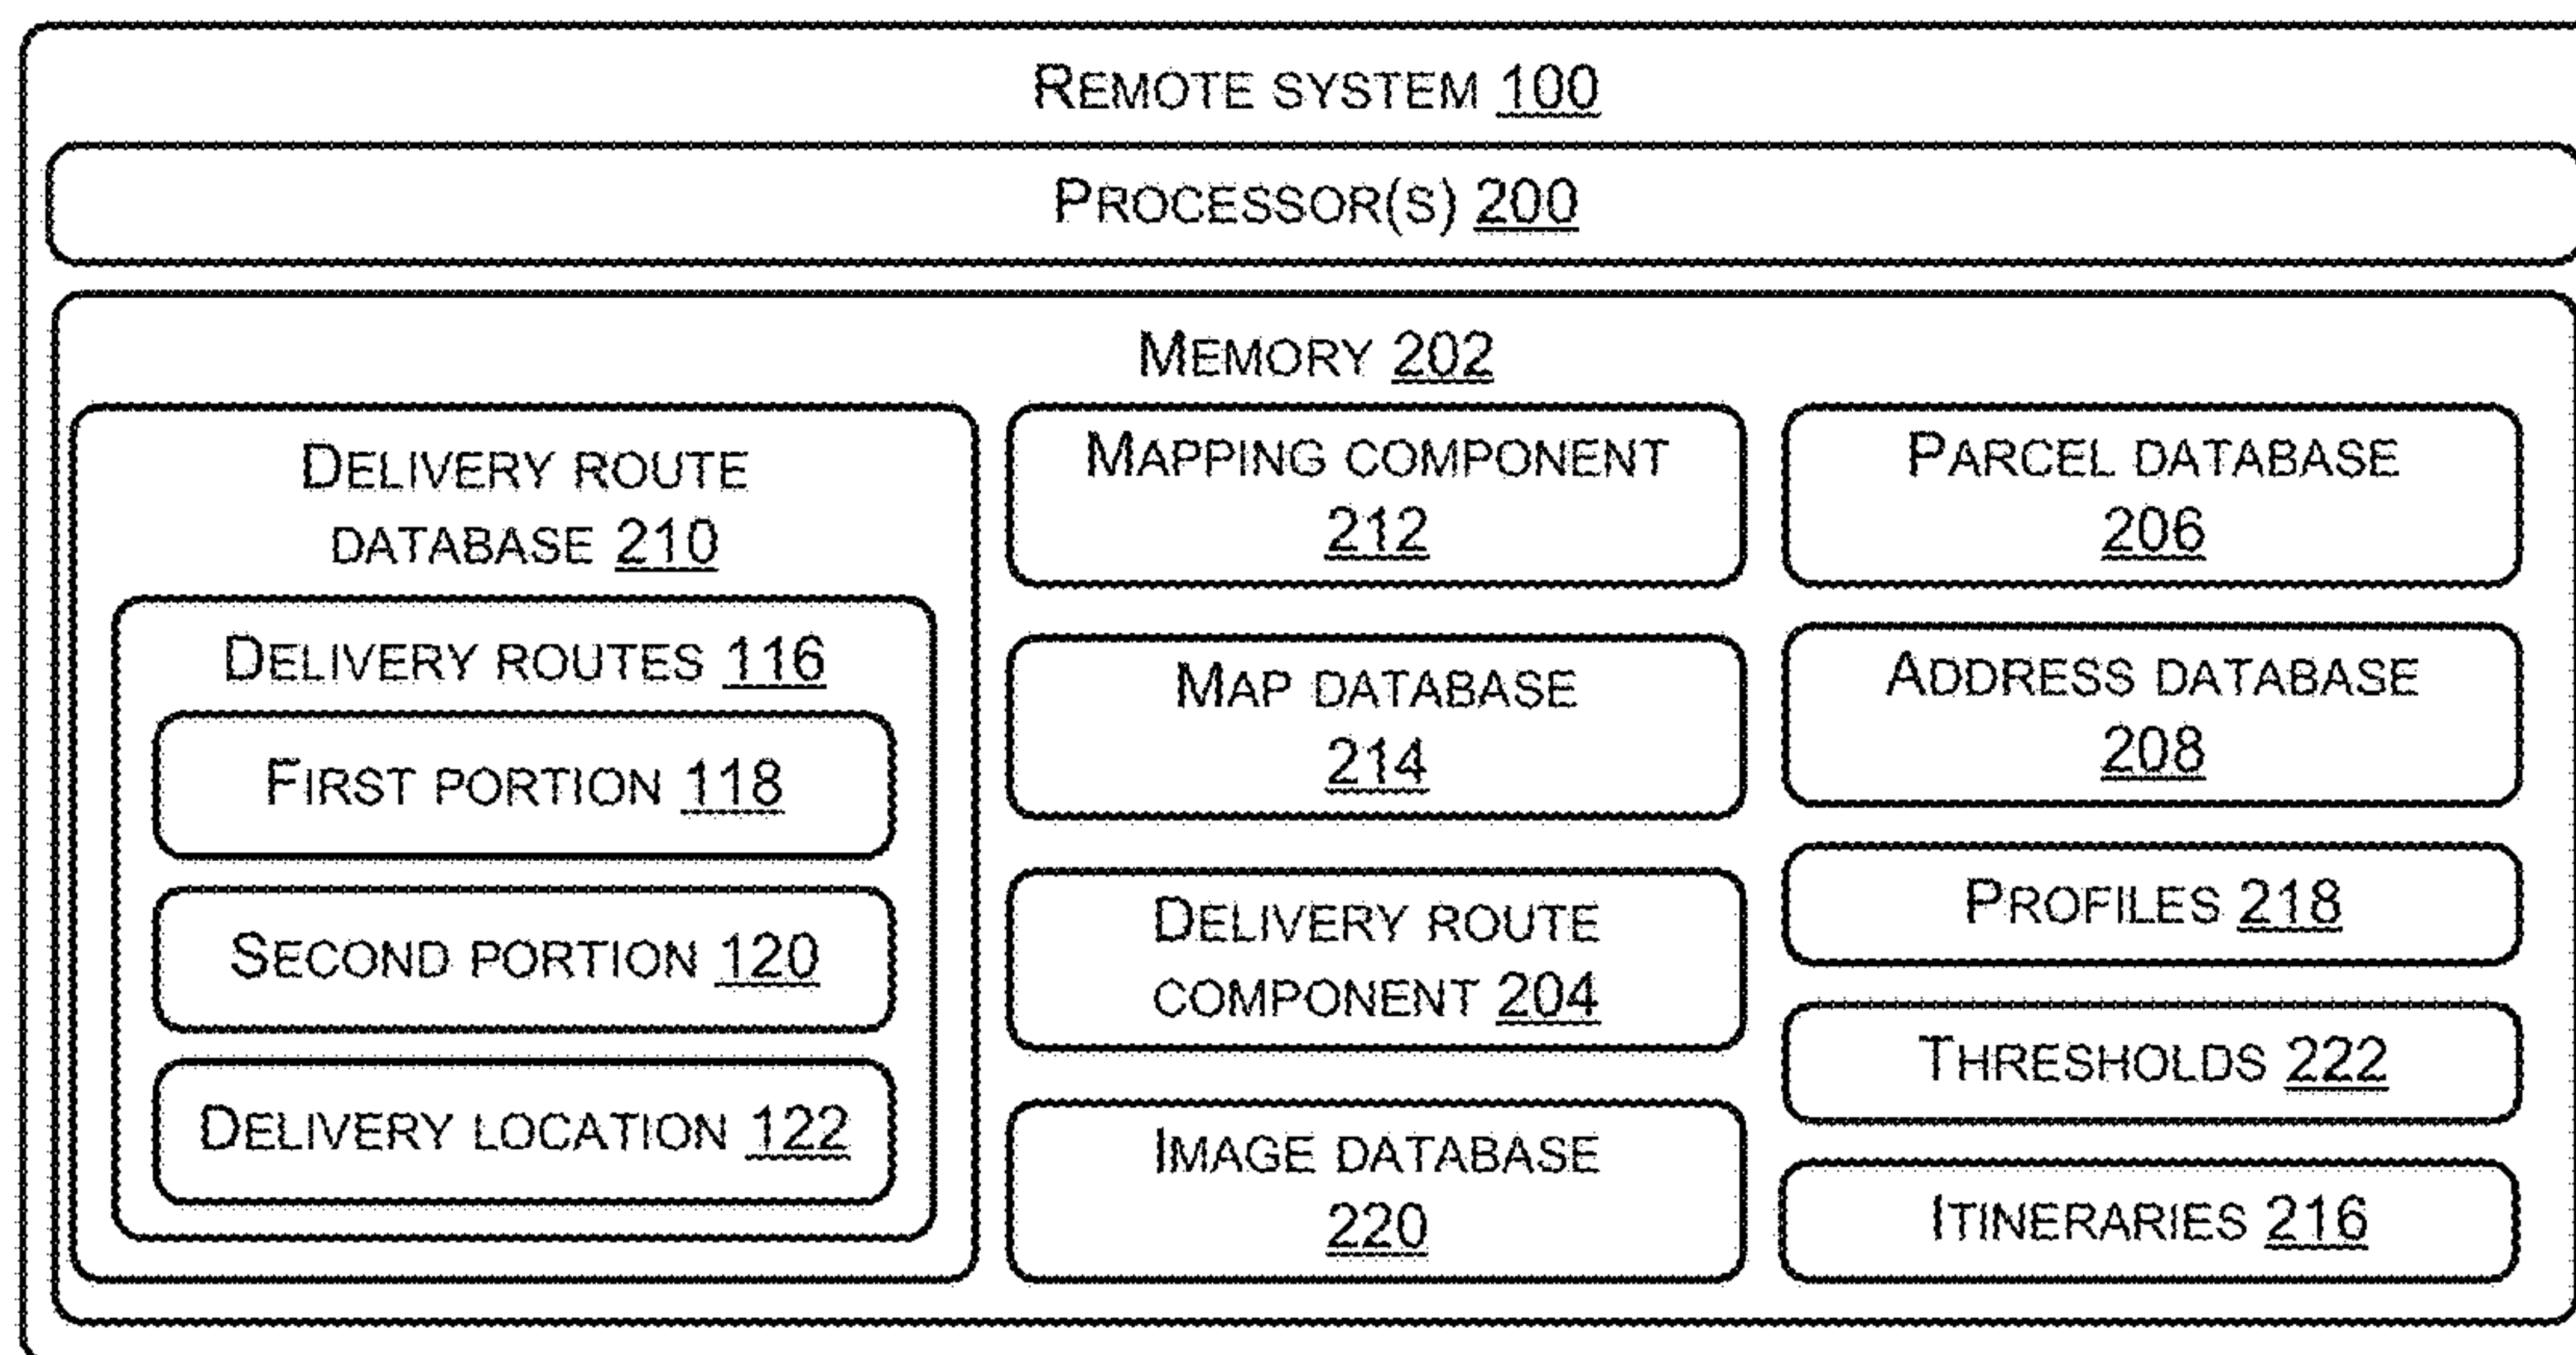 REMOTE SYSTEM 100
PROCESSOR(S) 200
MEMORY 202
DELIVERY ROUTE
DATABASE 210
DELIVERY ROUTES 116
FIRST PORTION 118
SECOND PORTION 120
DELIVERY LOCATION 122
MAPPING COMPONENT
212
MAP DATABASE
214
DELIVERY ROUTE
COMPONENT 204
IMAGE DATABASE
220
PARCEL DATABASE
206
ADDRESS DATABASE
208
PROFILES 218
THRESHOLDS 222
ITINERARIES 216